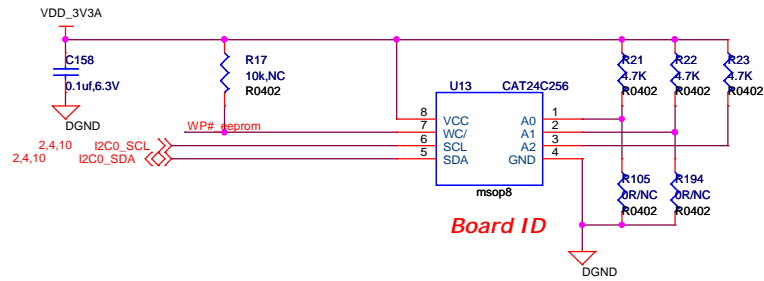 VDD_3V3A
C158
0.1uf,6.3V
DGND
R17
10k,NC
R0402
R21
4.7K
R0402
R22
4.7K
R0402
R23
4.7K
R0402
U13
CAT24C256
WP#_eeprom
2,4,10
I2C0_SCL
2,4,10
I2C0_SDA
8
7
6
5
VCC
WC/
SCL
SDA
A0
A1
A2
GND
1
2
3
4
msop8
R105
0R/NC
R0402
R194
0R/NC
R0402
Board ID
DGND